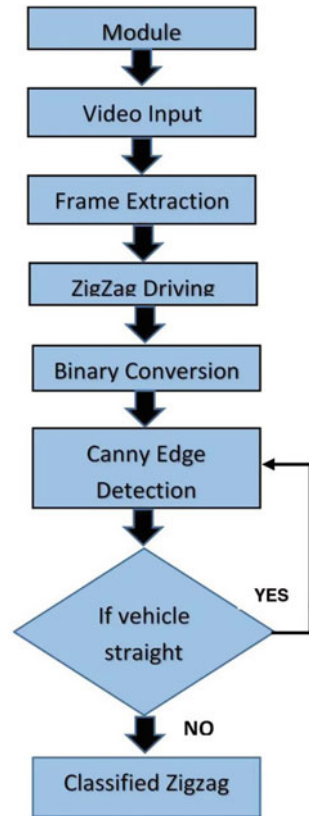 Module
Video Input
Frame Extraction
ZigZag Driving
Binary Conversion
Canny Edge
Detection
If vehicle
straight
YES
NO
Classified Zigzag